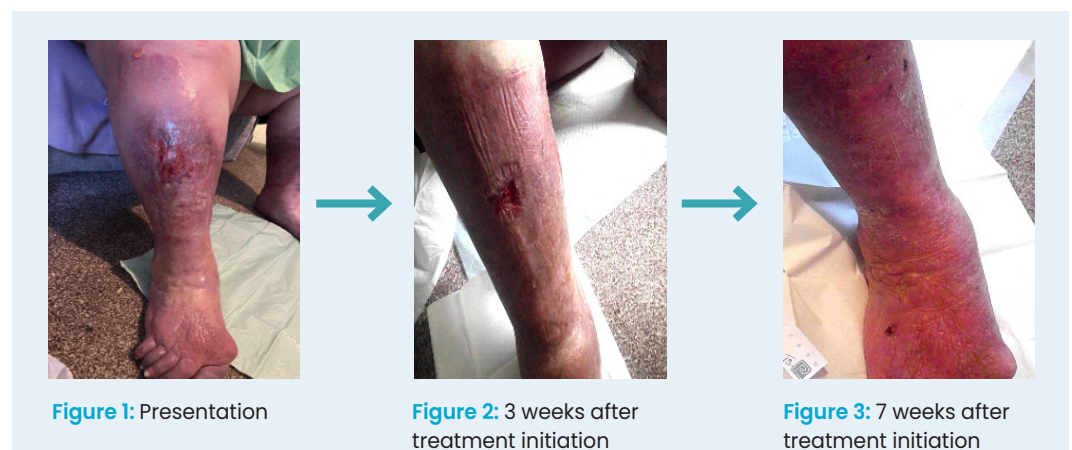 Figure 1: Presentation
Figure 2: 3 weeks after
treatment initiation
Figure 3: 7 weeks after
treatment initiation